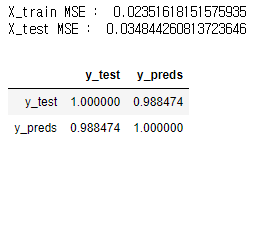 X_train MSE :  0.02351618151575935
X_test MSE :  0.034844260813723646
y_test y_preds
y_test 1.000000 0.988474
y_preds 0.988474 1.000000